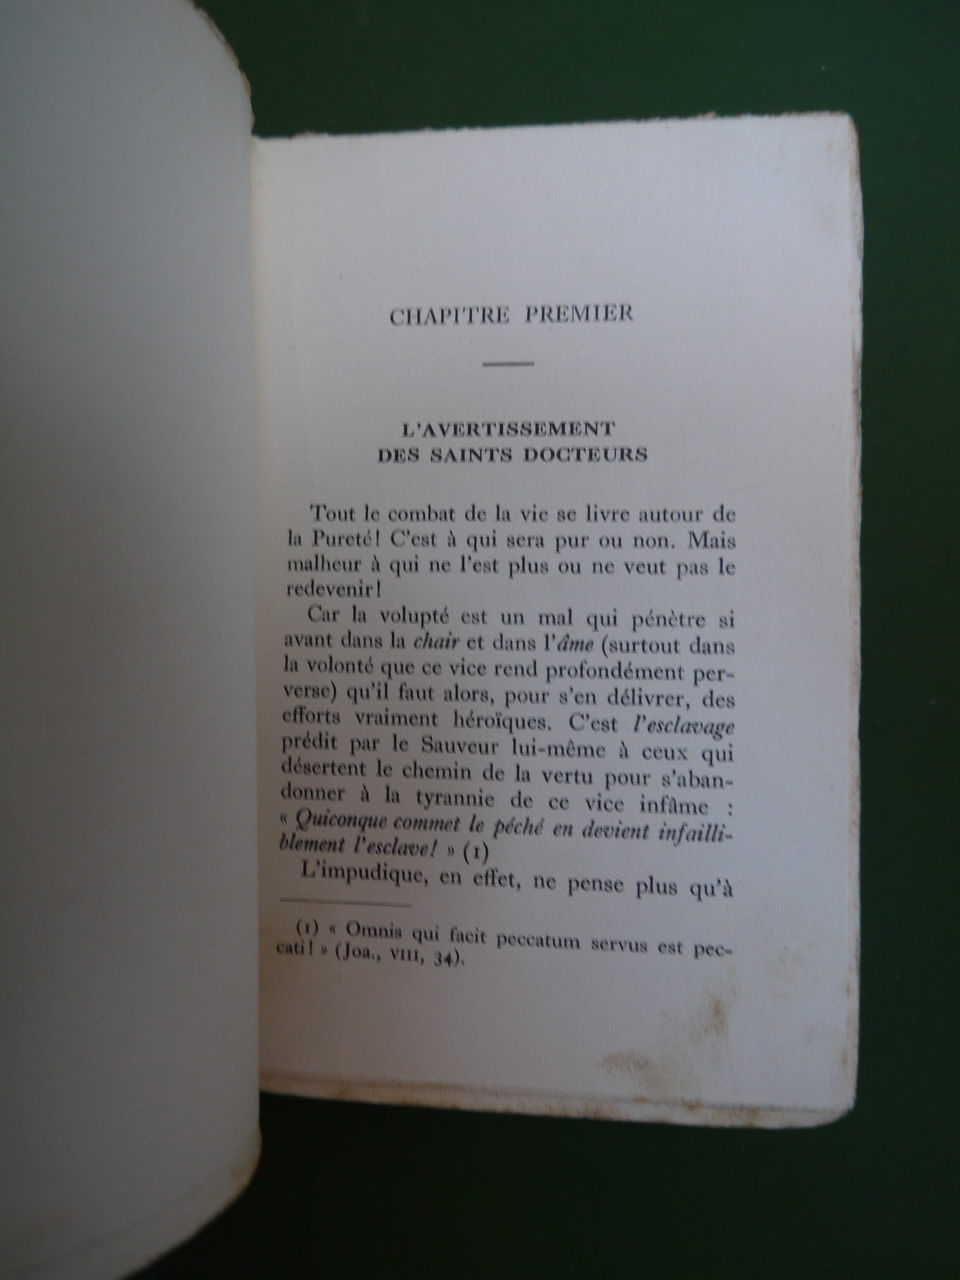 CHAPITRE PREMIER
L'AVERTISSEMENT
DES SAINTS DOCTEURS
Tout le combat de la vie se livre autour de
la Pureté! C'est à qui sera pur ou non. Mais
malheur à qui ne l'est plus ou ne veut pas le
redevenir!
Car la volupté est un mal qui pénètre si
avant dans la chair et dans l'âme (surtout dans
la volonté que ce vice rend profondément per-
verse) qu'il faut alors, pour s'en délivrer, des
efforts vraiment héroïques. C'est l'esclavage
prédit par le Sauveur lui-même à ceux qui
désertent le chemin de la vertu pour s'aban-
donner à la tyrannie de ce vice infâme :
« Quiconque commet le péché en devient infailli-
blement l'esclave! » (1)
L'impudique, en effet, ne pense plus qu'à
(1) « Omnis qui facit peccatum servus est pec-
cati! » (Joa., VIII, 34).